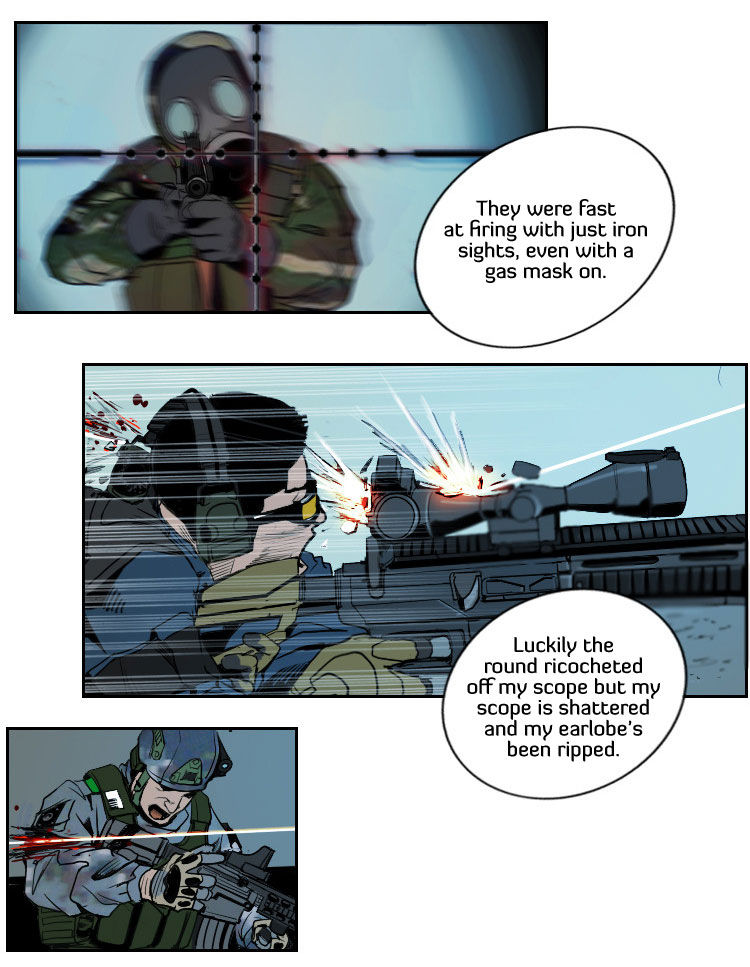 They were fast
at firing with just iron
sights, even with a
gas mask on.
Luckily the
round ricocheted
off my scope but my
scope is shattered
and my earlobe's
been ripped.